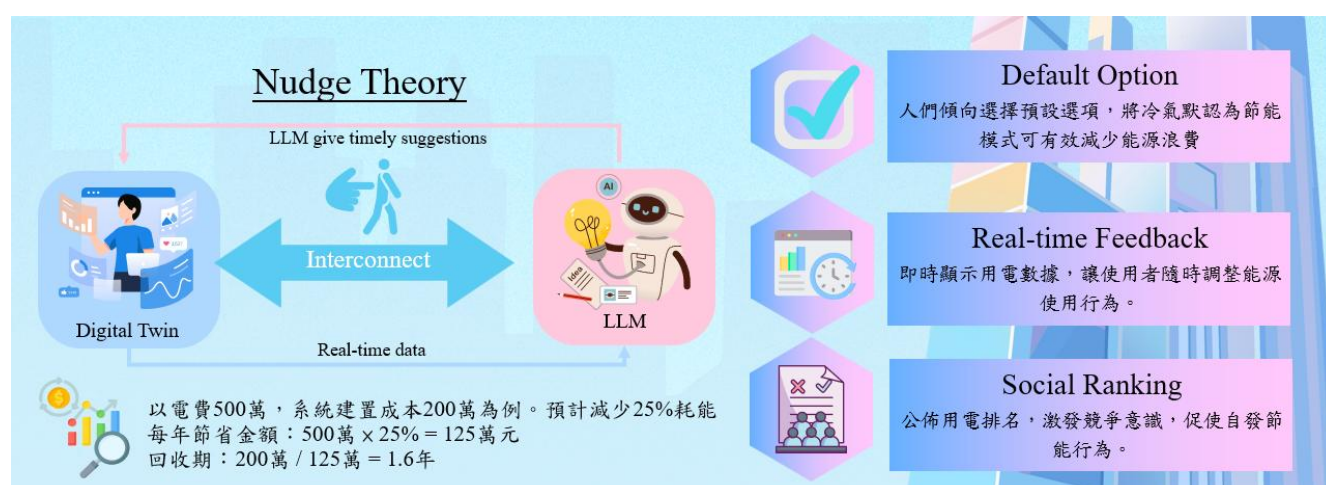 Nudge Theory
LLM give timely suggestions
Interconnect
AI
Idea
Digital Twin
LLM
Real-time data
以電費500萬，系統建置成本200萬為例。預計減少25%耗能
每年節省金額：500萬 × 25% = 125萬元
回收期：200萬 / 125萬 = 1.6年
Default Option
人們傾向選擇預設選項，將冷氣默認為節能
模式可有效減少能源浪費
Real-time Feedback
即時顯示用電數據，讓使用者隨時調整能源
使用行為。
Social Ranking
公佈用電排名，激發競爭意識，促使自發節
能行為。